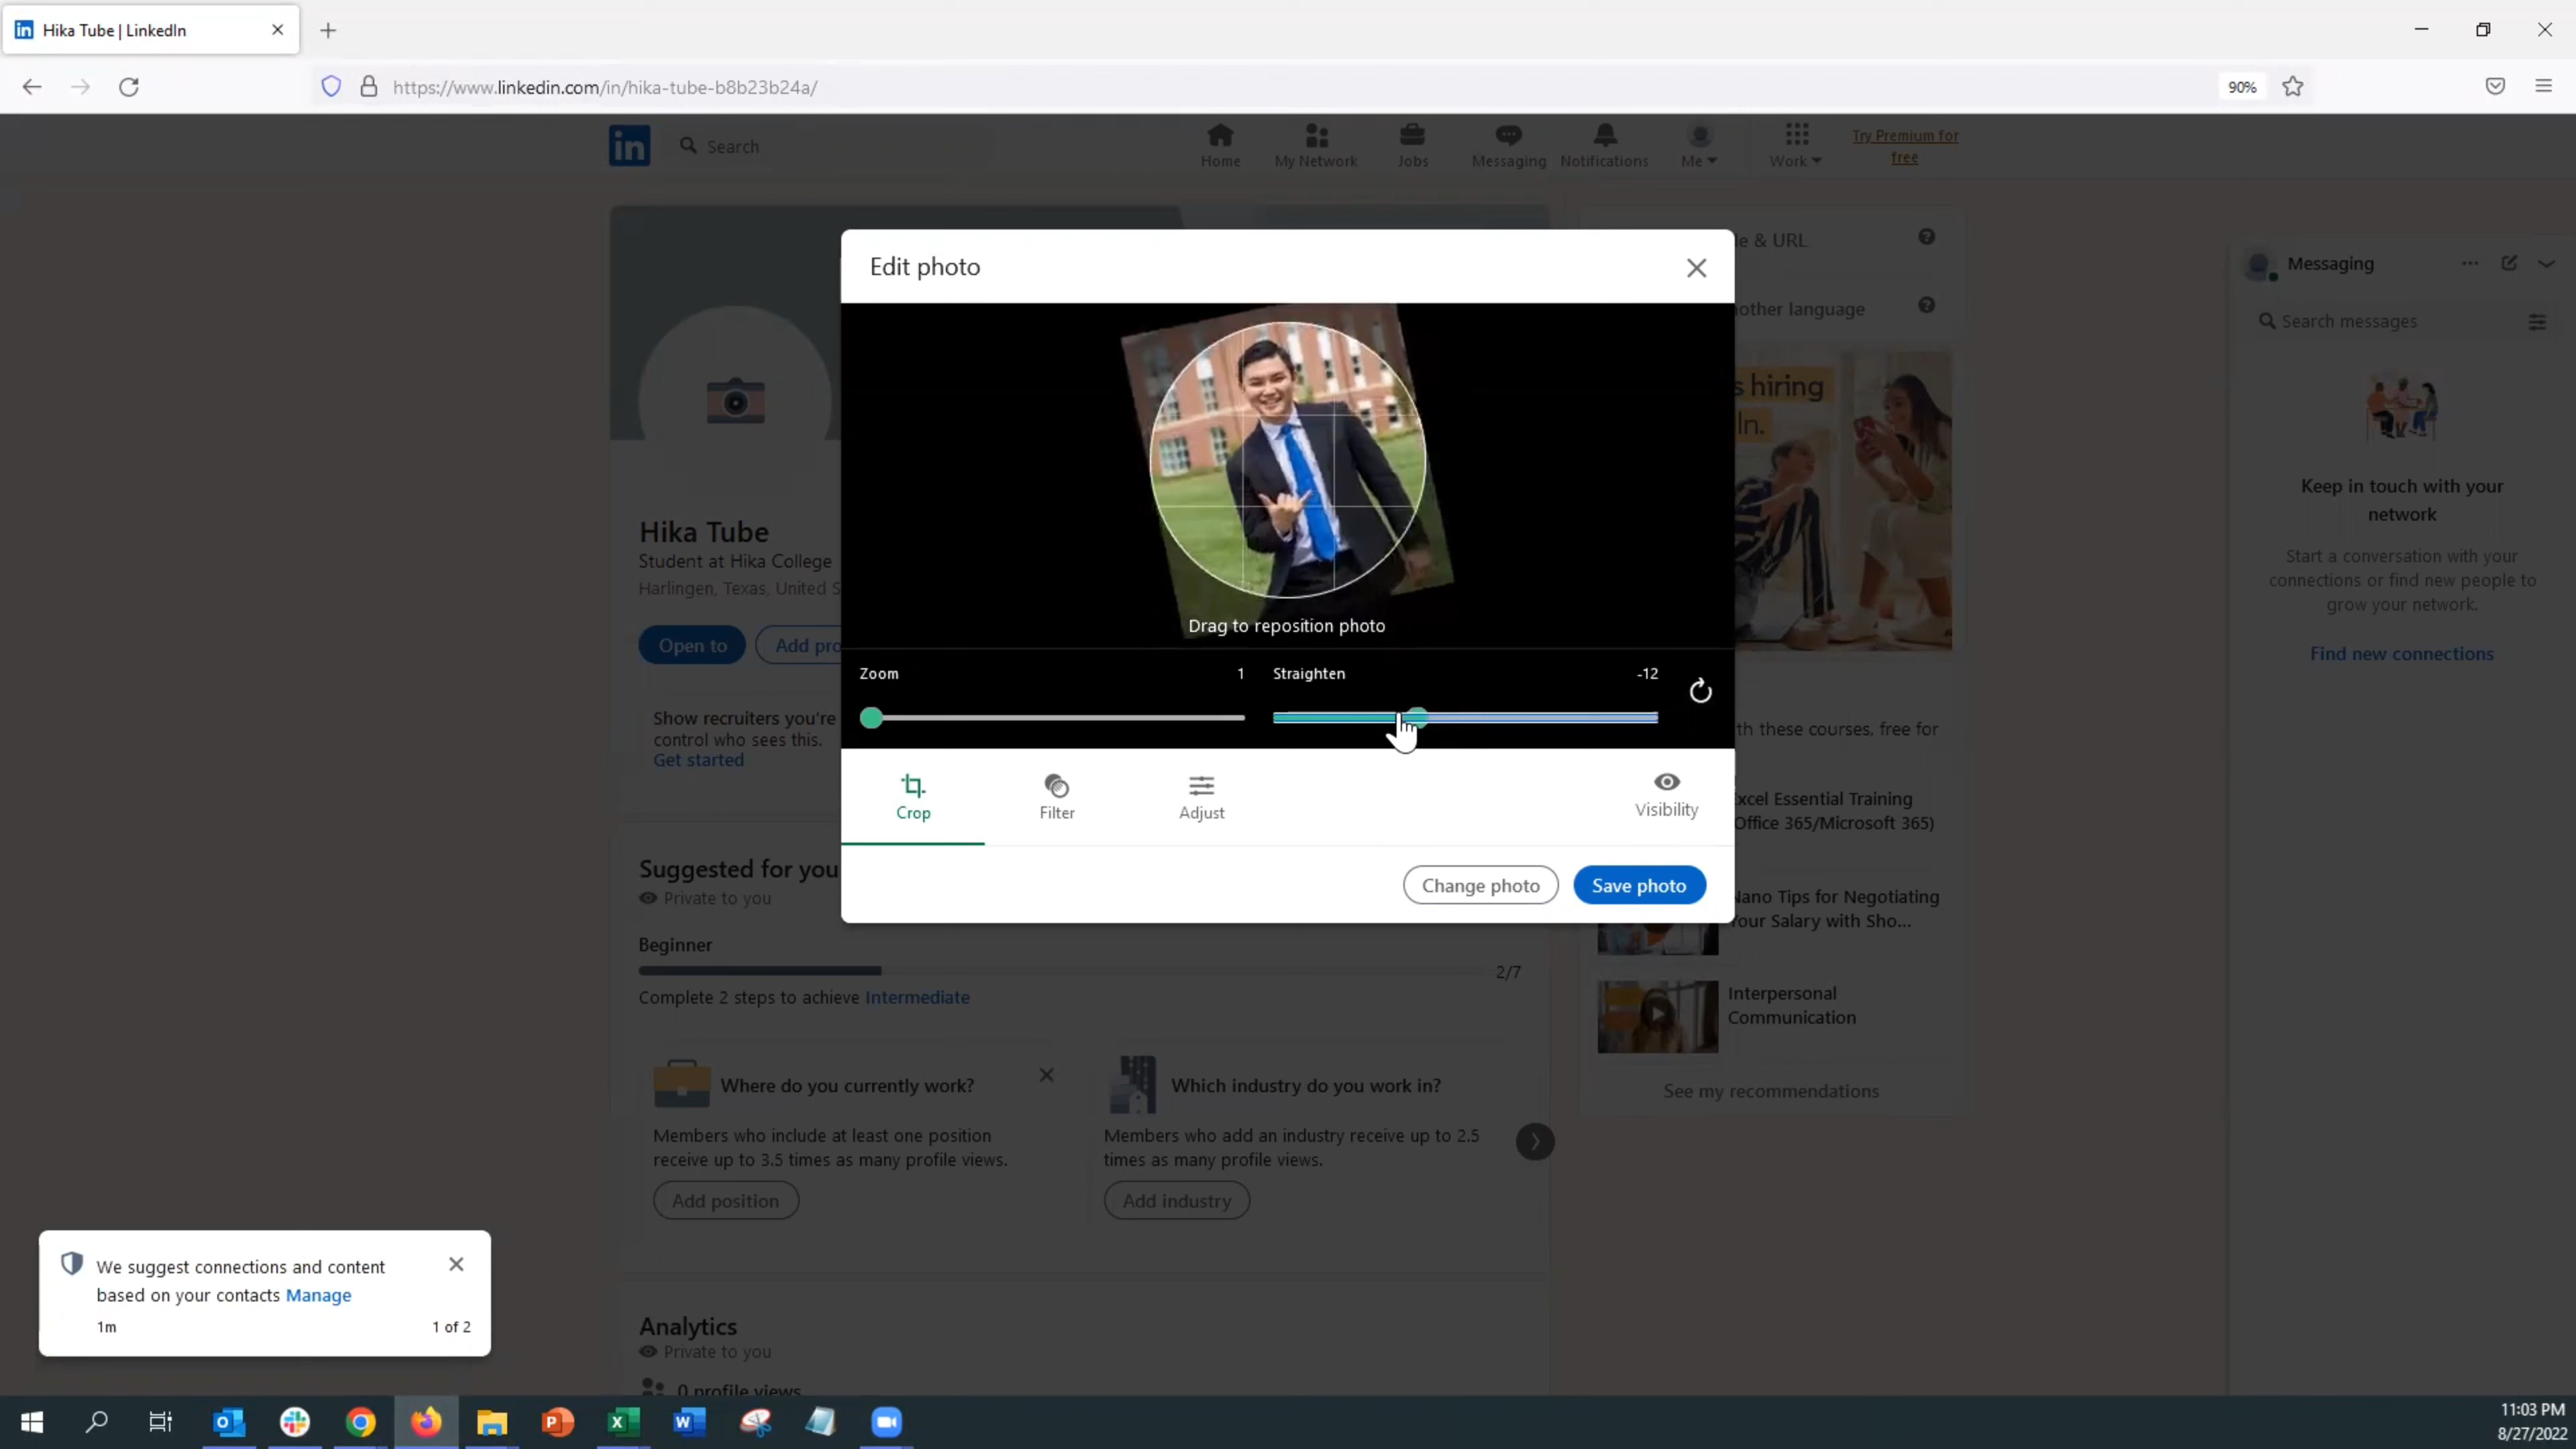 Hika Tube | LinkedIn
https://www.linkedin.com/in/hika-tube-b8b23b24a/
90%
in
Search
Home
My Network
Jobs
Messaging
Notifications
Me
Work
Try Premium for
free
Edit photo
Drag to reposition photo
Zoom
1
Straighten
-12
Crop
Filter
Adjust
Visibility
Change photo
Save photo
Hika Tube
Student at Hika College
Harlingen, Texas, United S
Open to
Add pro
Show recruiters you're
control who sees this.
Get started
Suggested for you
Private to you
Beginner
2/7
Complete 2 steps to achieve Intermediate
Where do you currently work?
Members who include at least one position
receive up to 3.5 times as many profile views.
Add position
Which industry do you work in?
Members who add an industry receive up to 2.5
times as many profile views.
Add industry
Analytics
Private to you
0 profile views
le & URL
other language
s hiring
In.
th these courses, free for
Excel Essential Training
(Office 365/Microsoft 365)
Nano Tips for Negotiating
Your Salary with Sho...
Interpersonal
Communication
See my recommendations
Messaging
Search messages
Keep in touch with your
network
Start a conversation with your
connections or find new people to
grow your network.
Find new connections
We suggest connections and content
based on your contacts Manage
1m
1 of 2
11:03 PM
8/27/2022